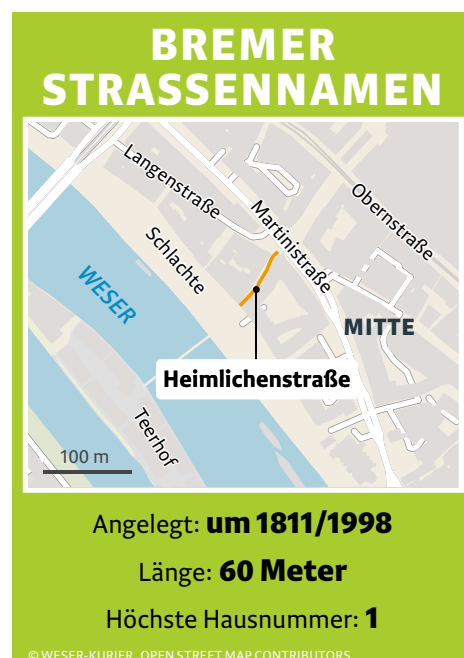 BREMER
STRASSENNAMEN
Langenstraße
Obernstraße
Martinistraße
Schlachte
WESER
MITTE
Heimlichenstraße
Teerhof
100 m
Angelegt: um 1811/1998
Länge: 60 Meter
Höchste Hausnummer: 1
© WESER-KURIER, OPEN STREET MAP CONTRIBUTORS